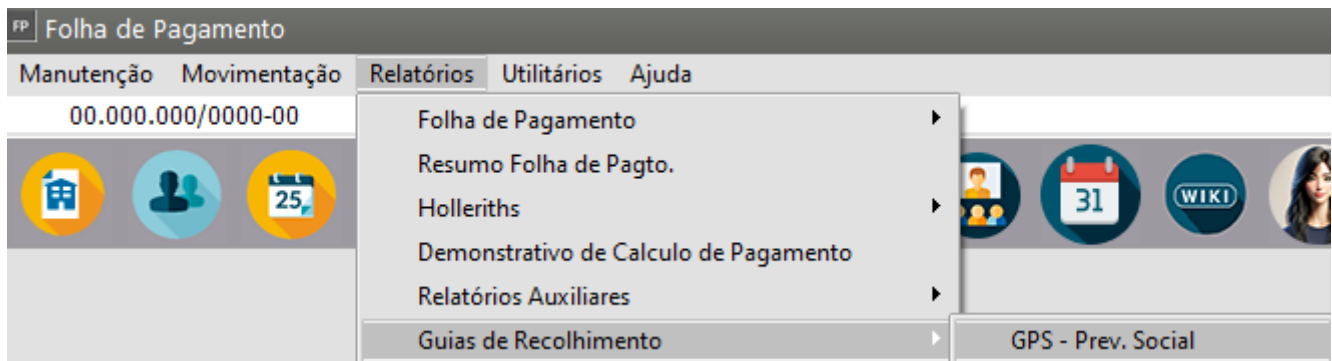 FP Folha de Pagamento
Manutenção Movimentação Relatórios Utilitários Ajuda
00.000.000/0000-00
Folha de Pagamento
Resumo Folha de Pagto.
Holleriths
Demonstrativo de Calculo de Pagamento
Relatórios Auxiliares
Guias de Recolhimento
GPS - Prev. Social
25
31
WIKI